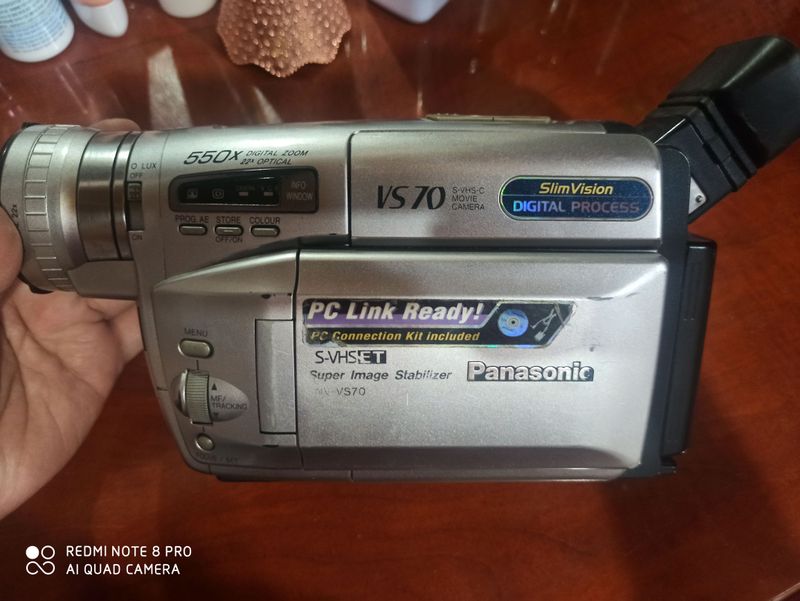 550x DIGITAL ZOOM
22x OPTICAL
O LUX
OFF
ON
22x
INFO
WINDOW
PROG.AE STORE COLOUR
OFF/ON
VS70 S-VHS-C
MOVIE
CAMERA
SlimVision
DIGITAL PROCESS
PC Link Ready!
PC Connection Kit included
MENU
S-VHS ET
Super Image Stabilizer
Panasonic
VS70
MF/
TRACKING
REDMI NOTE 8 PRO
AI QUAD CAMERA